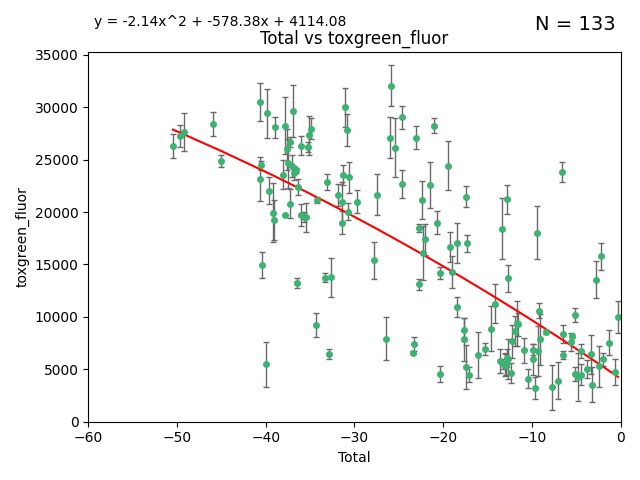 y = -2.14x^2 + -578.38x + 4114.08
N = 133
Total vs toxgreen_fluor
35000
30000
25000
20000
15000
10000
5000
0
toxgreen_fluor
−60 −50 −40 −30 −20 −10 0
Total